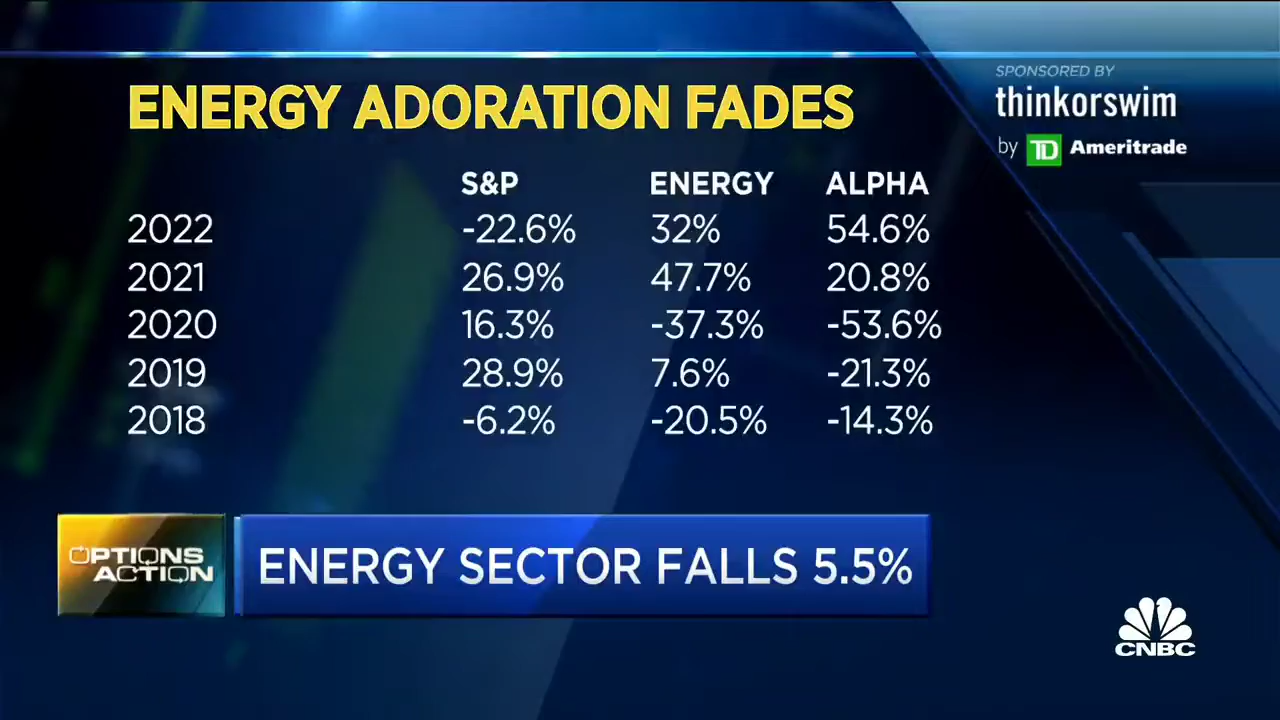 ENERGY ADORATION FADES
SPONSORED BY
thinkorswim
by TD Ameritrade
S&P ENERGY ALPHA
2022 -22.6% 32% 54.6%
2021 26.9% 47.7% 20.8%
2020 16.3% -37.3% -53.6%
2019 28.9% 7.6% -21.3%
2018 -6.2% -20.5% -14.3%
OPTIONS
ACTION
ENERGY SECTOR FALLS 5.5%
CNBC